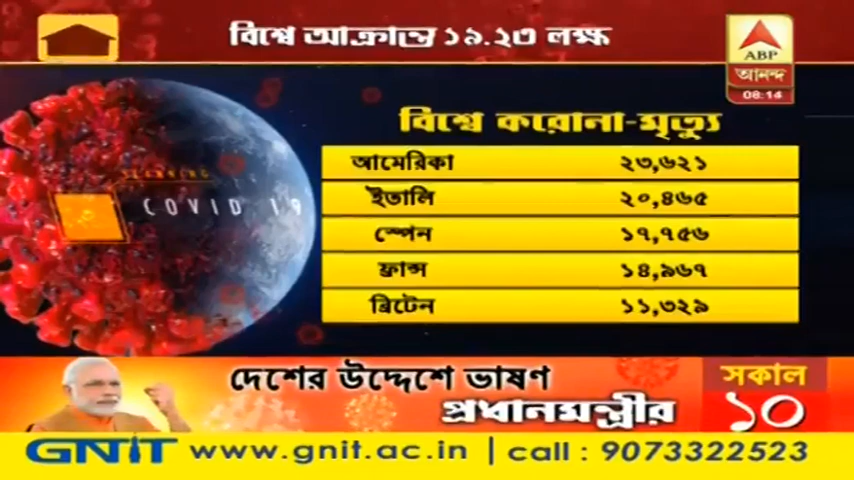 বিশ্বে আক্রান্ত ১৯.২৩ লক্ষ
ABP
আনন্দ
08:14
বিশ্বে করোনা-মৃত্যু
SCANNING
COVID 19
আমেরিকা ২৩,৬২১
ইতালি ২০,৪৬৫
স্পেন ১৭,৭৫৬
ফ্রান্স ১৪,৯৬৭
ব্রিটেন ১১,৩২৯
দেশের উদ্দেশে ভাষণ
প্রধানমন্ত্রীর
সকাল
১০
GNIT www.gnit.ac.in | call : 9073322523